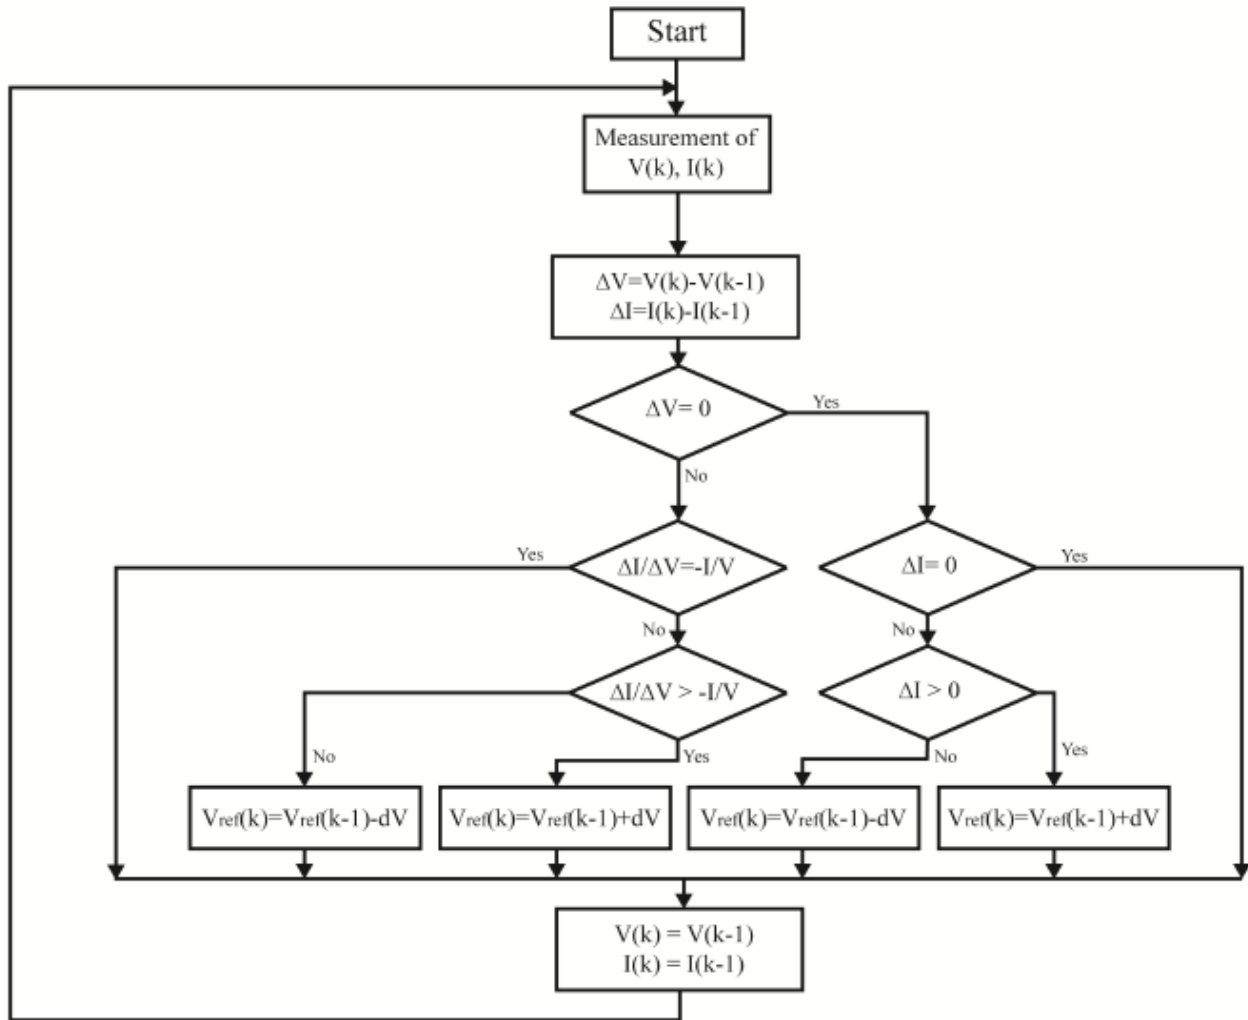 Start
Measurement of
V(k), I(k)
ΔV=V(k)-V(k-1)
ΔI=I(k)-I(k-1)
ΔV= 0
Yes
No
Yes
ΔI/ΔV=-I/V
ΔI= 0
Yes
No
No
ΔI/ΔV > -I/V
ΔI > 0
No
Yes
No
Yes
Vref(k)=Vref(k-1)-dV
Vref(k)=Vref(k-1)+dV
Vref(k)=Vref(k-1)-dV
Vref(k)=Vref(k-1)+dV
V(k) = V(k-1)
I(k) = I(k-1)